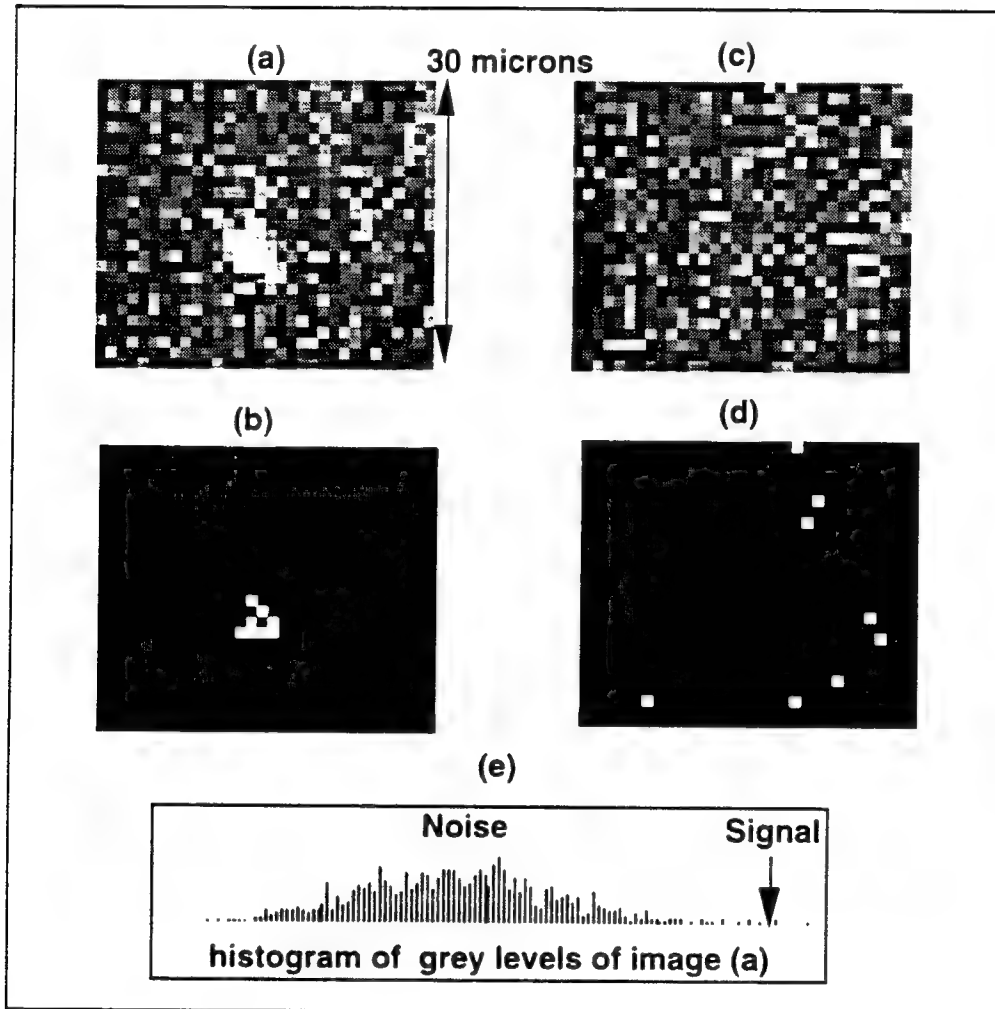 (a)
30 microns
(c)
(b)
(d)
(e)
Noise
Signal
histogram of grey levels of image (a)